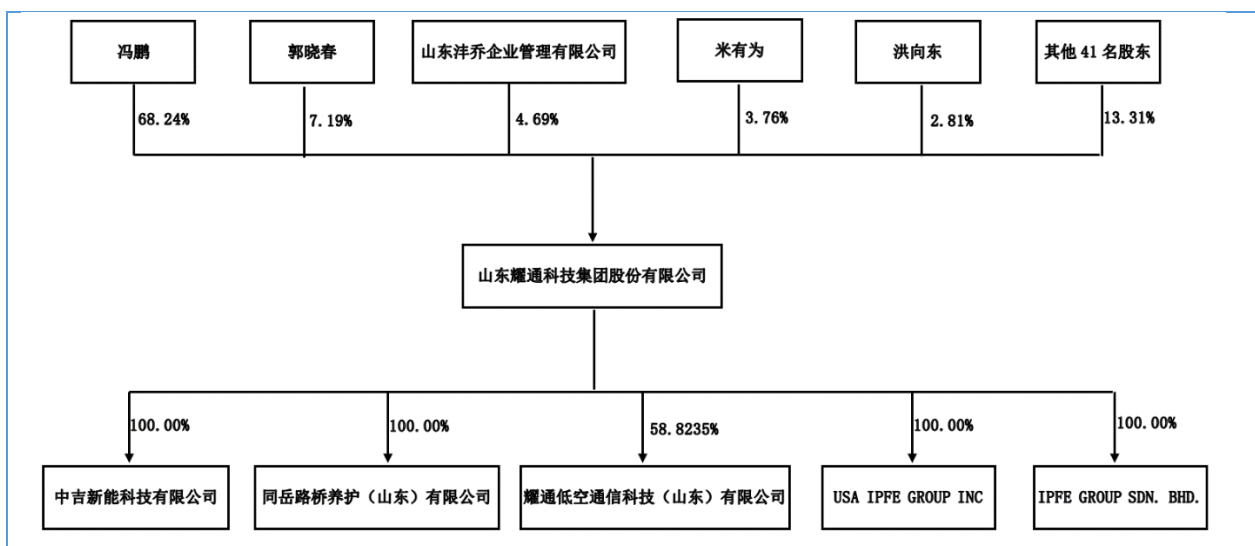 冯鹏
郭晓春
山东沣乔企业管理有限公司
米有为
洪向东
其他 41 名股东
68.24%
7.19%
4.69%
3.76%
2.81%
13.31%
山东耀通科技集团股份有限公司
100.00%
100.00%
58.8235%
100.00%
100.00%
中吉新能科技有限公司
同岳路桥养护（山东）有限公司
耀通低空通信科技（山东）有限公司
USA IPFE GROUP INC
IPFE GROUP SDN. BHD.